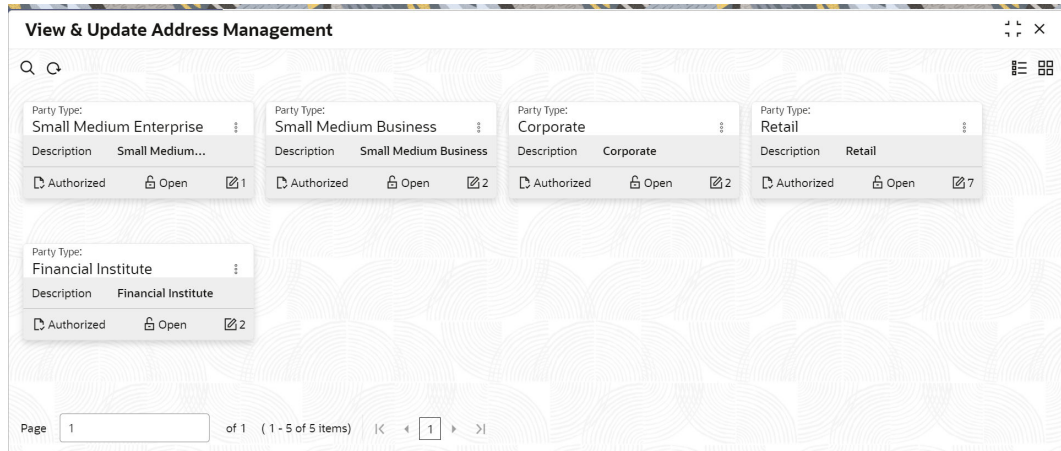 View & Update Address Management
Party Type: Party Type: Party Type: Party Type:
Small Medium Enterprise Small Medium Business Corporate Retail
Description Small Medium... Description Small Medium Business Description Corporate Description Retail
Authorized Open 1 Authorized Open 2 Authorized Open 2 Authorized Open 7
Party Type:
Financial Institute
Description Financial Institute
Authorized Open 2
Page 1 of 1 ( 1 - 5 of 5 items) 1